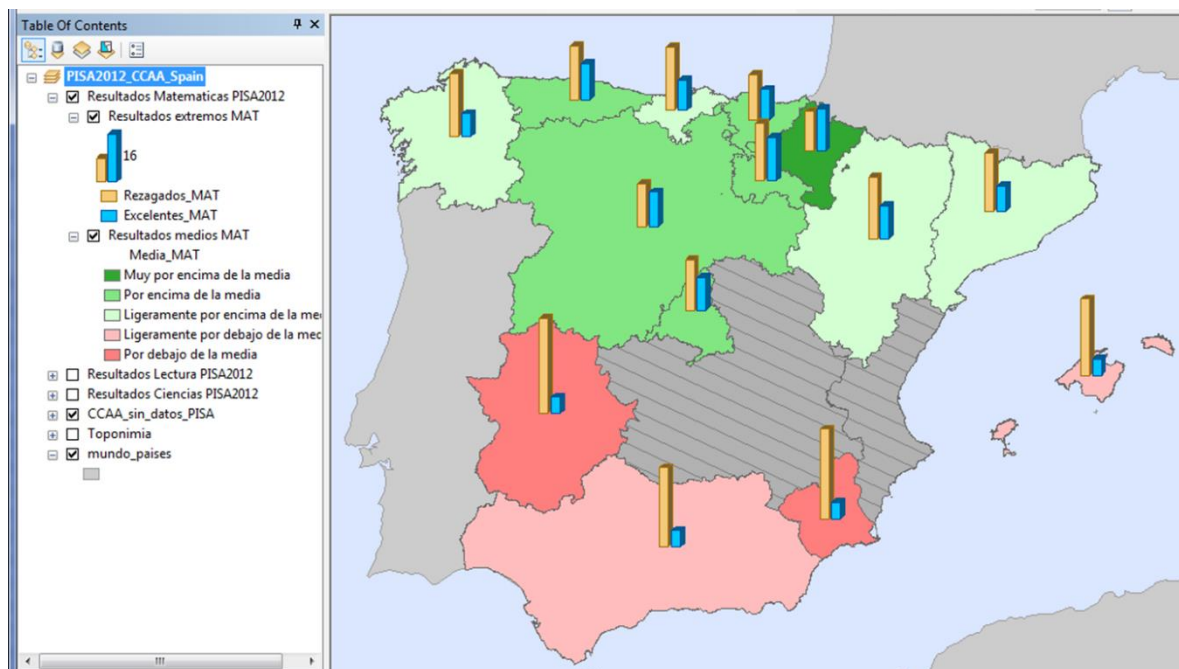 Table Of Contents
PISA2012_CCAA_Spain
Resultados Matematicas PISA2012
Resultados extremos MAT
16
Rezagados_MAT
Excelentes_MAT
Resultados medios MAT
Media_MAT
Muy por encima de la media
Por encima de la media
Ligeramente por encima de la me
Ligeramente por debajo de la med
Por debajo de la media
Resultados Lectura PISA2012
Resultados Ciencias PISA2012
CCAA_sin_datos_PISA
Toponimia
mundo_paises